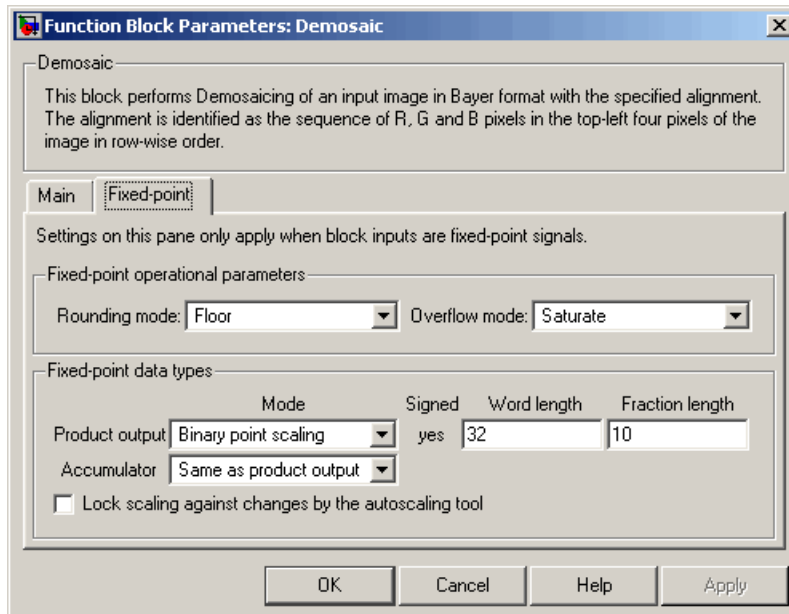 Function Block Parameters: Demosaic
Demosaic
This block performs Demosaicing of an input image in Bayer format with the specified alignment.
The alignment is identified as the sequence of R, G and B pixels in the top-left four pixels of the
image in row-wise order.
Main Fixed-point
Settings on this pane only apply when block inputs are fixed-point signals.
Fixed-point operational parameters
Rounding mode: Floor Overflow mode: Saturate
Fixed-point data types
Mode Signed Word length Fraction length
Product output Binary point scaling yes 32 10
Accumulator Same as product output
Lock scaling against changes by the autoscaling tool
OK Cancel Help Apply